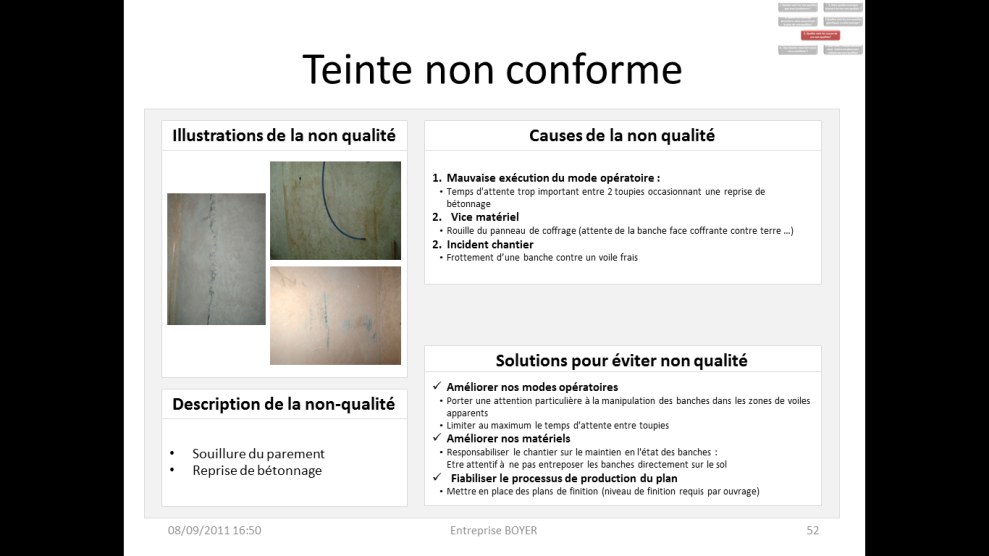 Teinte non conforme
Illustrations de la non qualité
Causes de la non qualité
1. Mauvaise exécution du mode opératoire :
• Temps d'attente trop important entre 2 toupies occasionnant une reprise de
bétonnage
2. Vice matériel
• Rouille du panneau de coffrage (attente de la banche face coffrante contre terre ...)
2. Incident chantier
• Frottement d'une banche contre un voile frais
Solutions pour éviter non qualité
✓ Améliorer nos modes opératoires
• Porter une attention particulière à la manipulation des banches dans les zones de voiles
apparents
• Limiter au maximum le temps d'attente entre toupies
✓ Améliorer nos matériels
• Responsabiliser le chantier sur le maintien en l'état des banches :
Etre attentif à ne pas entreposer les banches directement sur le sol
✓ Fiabiliser le processus de production du plan
• Mettre en place des plans de finition (niveau de finition requis par ouvrage)
Description de la non-qualité
• Souillure du parement
• Reprise de bétonnage
08/09/2011 16:50
Entreprise BOYER
52